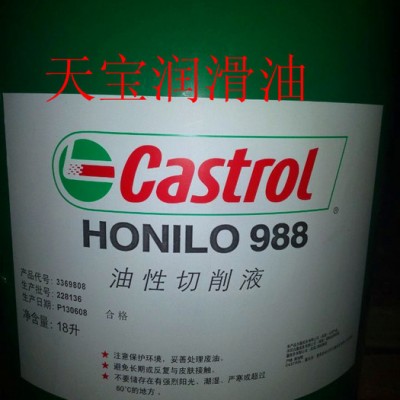 天宝润滑油
Castrol
HONILO 988
油性切削液
产品代号: 3369808
生产批号: 228136
生产日期: P130608
净含量: 18升
合格
★ 注意保护环境，妥善处理废油。
★ 避免长期或反复与皮肤接触。
★ 不要储存在有强烈阳光，潮湿、严寒或超过
60℃的地方。